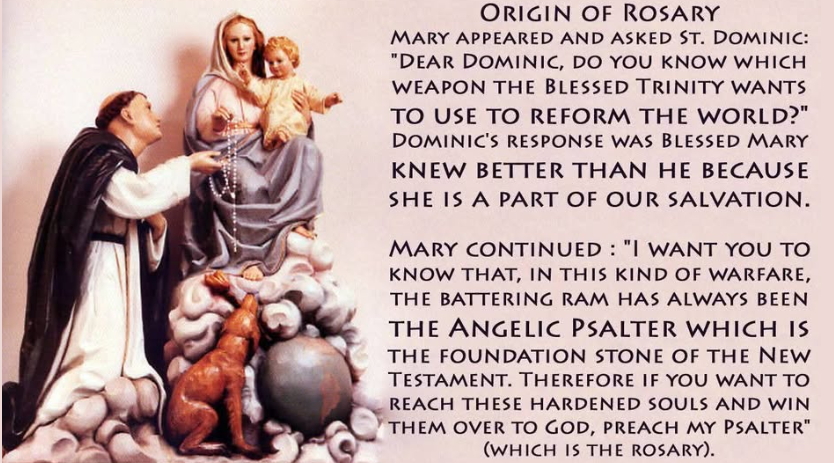 Origin of Rosary
Mary appeared and asked St. Dominic:
"Dear Dominic, do you know which
weapon the Blessed Trinity wants
to use to reform the world?"
Dominic's response was Blessed Mary
knew better than he because
she is a part of our salvation.
Mary continued : "I want you to
know that, in this kind of warfare,
the battering ram has always been
the Angelic Psalter which is
the foundation stone of the New
Testament. Therefore if you want to
reach these hardened souls and win
them over to God, preach my Psalter"
(which is the rosary).